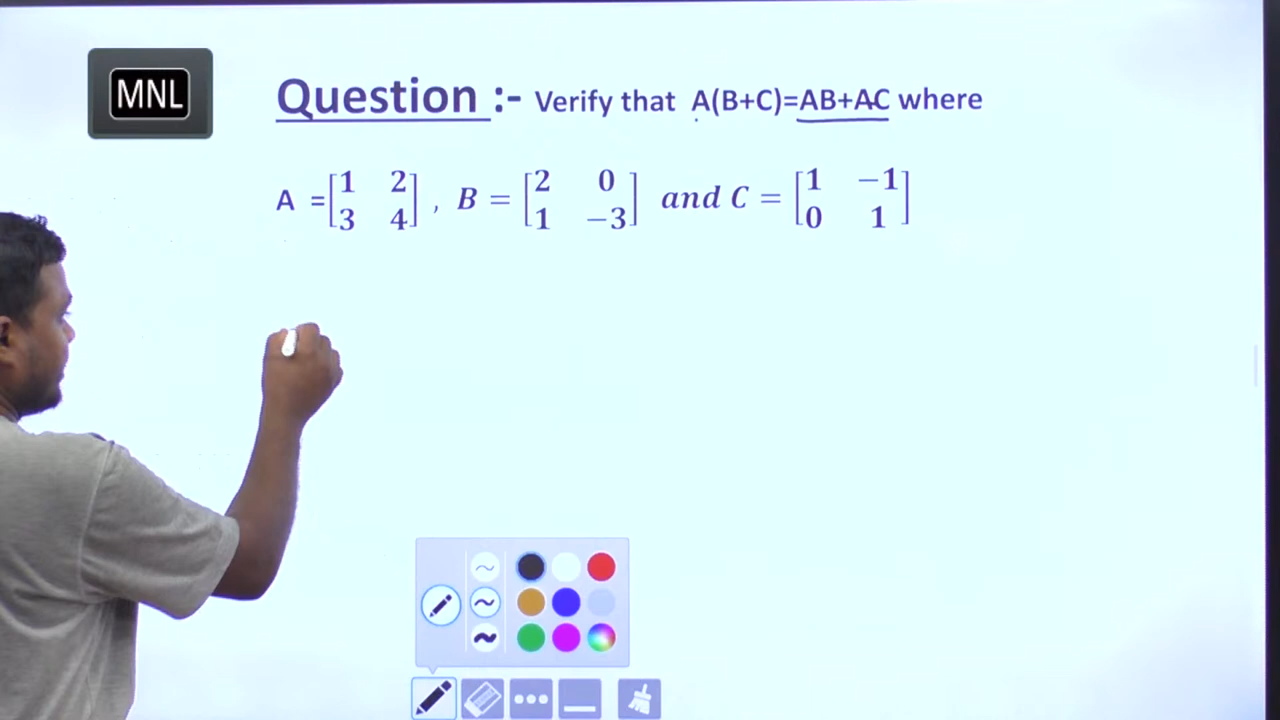 MNL
Question :- Verify that A(B+C)=AB+AC where
A = [1 2
3 4] , B = [2 0
1 −3] and C = [1 −1
0 1]